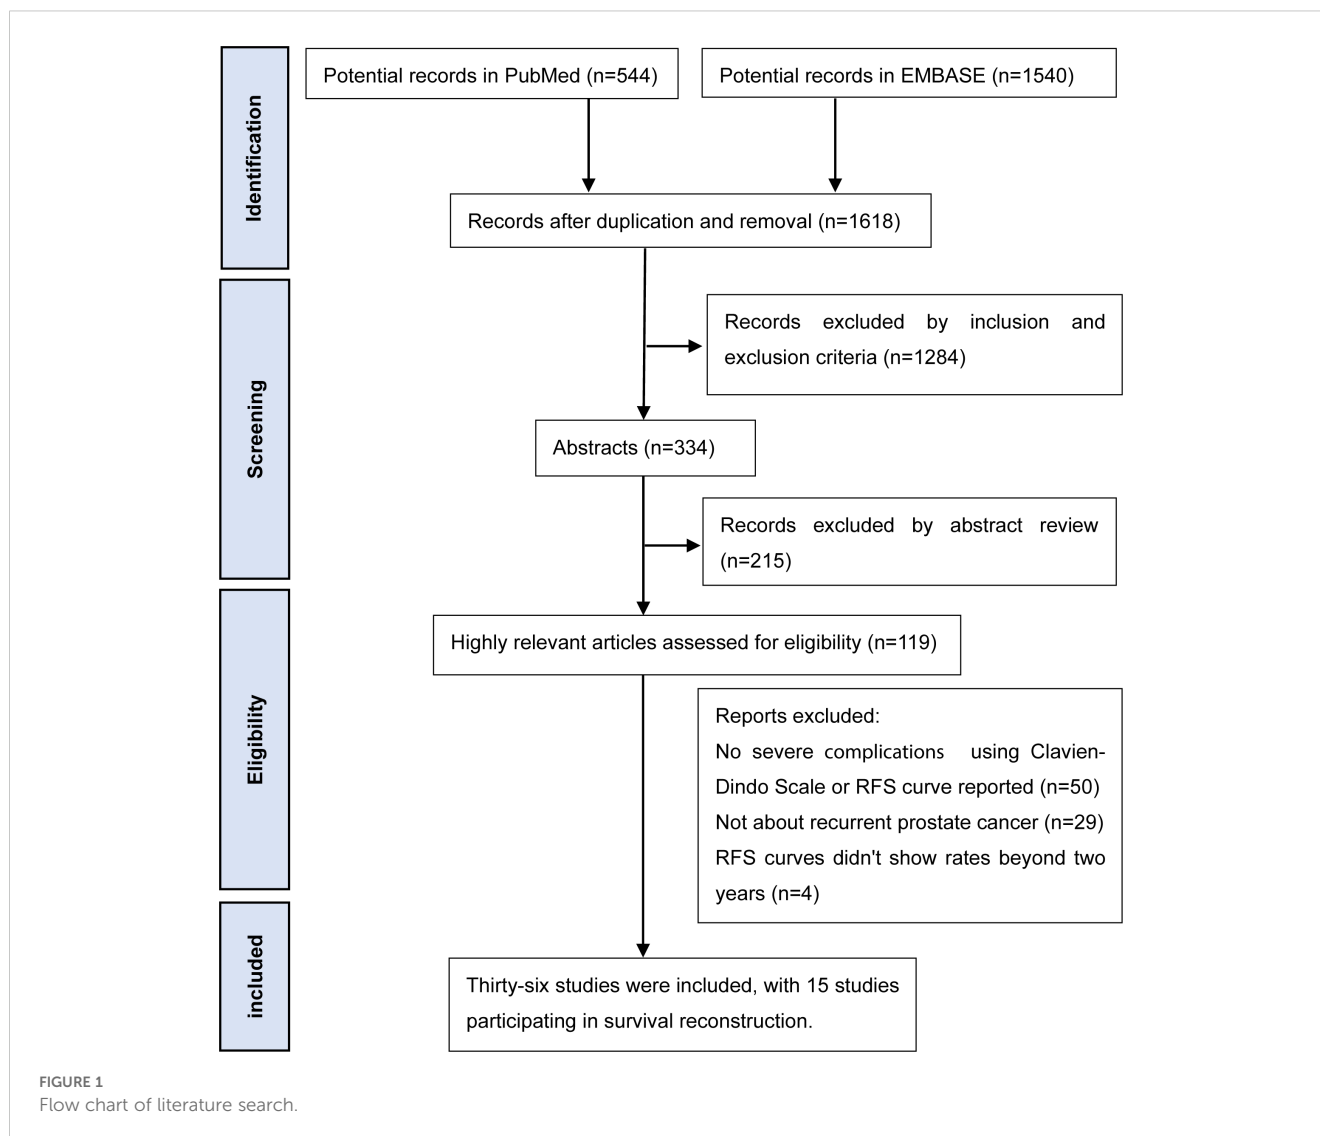 Identification
Potential records in PubMed (n=544)
Potential records in EMBASE (n=1540)
Records after duplication and removal (n=1618)
Screening
Records excluded by inclusion and
exclusion criteria (n=1284)
Abstracts (n=334)
Records excluded by abstract review
(n=215)
Eligibility
Highly relevant articles assessed for eligibility (n=119)
Reports excluded:
No severe complications using Clavien-
Dindo Scale or RFS curve reported (n=50)
Not about recurrent prostate cancer (n=29)
RFS curves didn't show rates beyond two
years (n=4)
included
Thirty-six studies were included, with 15 studies
participating in survival reconstruction.
FIGURE 1
Flow chart of literature search.